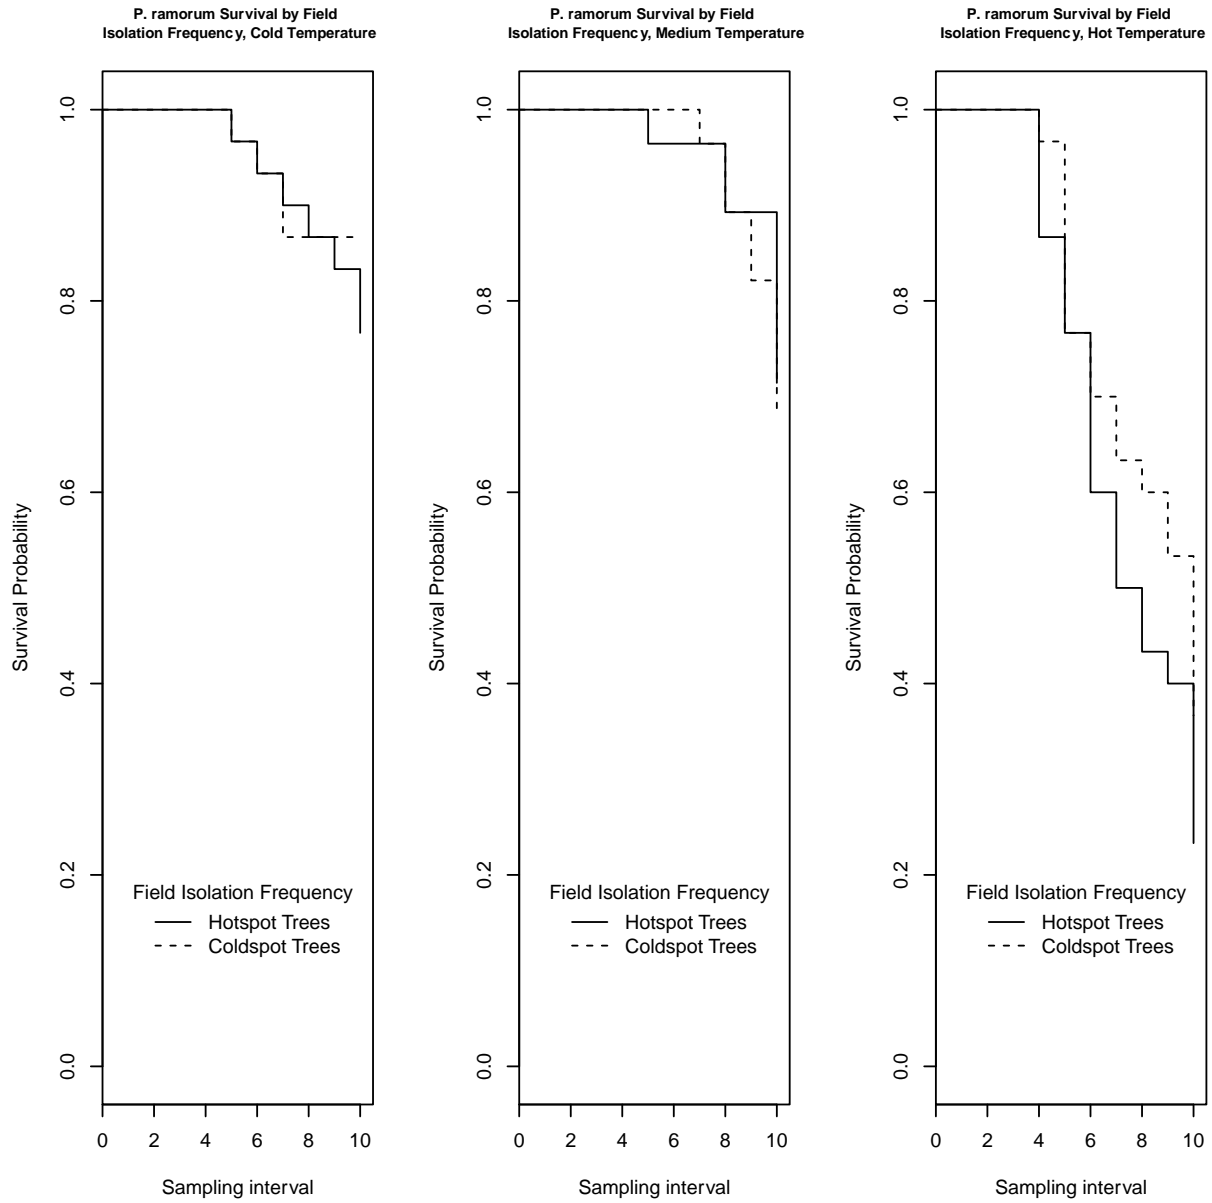 P. ramorum Survival by Field
Isolation Frequency, Cold Temperature
Survival Probability
1.0
0.8
0.6
0.4
0.2
0.0
Field Isolation Frequency
Hotspot Trees
Coldspot Trees
0 2 4 6 8 10
Sampling interval
P. ramorum Survival by Field
Isolation Frequency, Medium Temperature
Survival Probability
1.0
0.8
0.6
0.4
0.2
0.0
Field Isolation Frequency
Hotspot Trees
Coldspot Trees
0 2 4 6 8 10
Sampling interval
P. ramorum Survival by Field
Isolation Frequency, Hot Temperature
Survival Probability
1.0
0.8
0.6
0.4
0.2
0.0
Field Isolation Frequency
Hotspot Trees
Coldspot Trees
0 2 4 6 8 10
Sampling interval